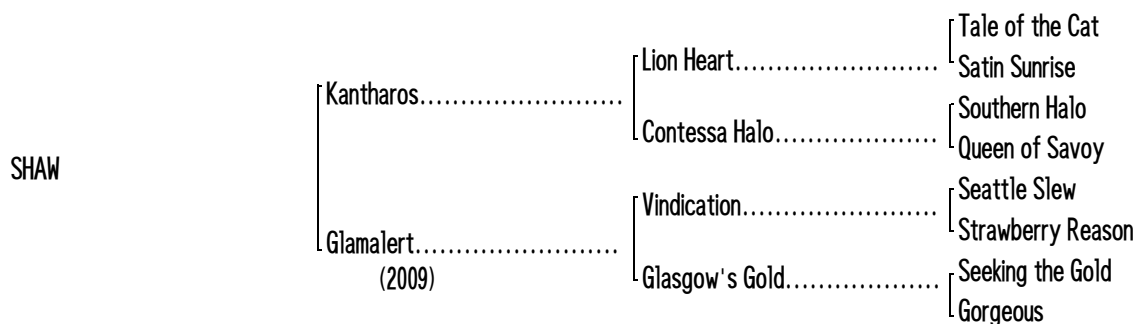 Tale of the Cat
Lion Heart.........................
Satin Sunrise
Kantharos.........................
Southern Halo
Contessa Halo....................
Queen of Savoy
SHAW
Seattle Slew
Vindication........................
Strawberry Reason
Glamalert.........................
(2009)
Seeking the Gold
Glasgow's Gold...................
Gorgeous